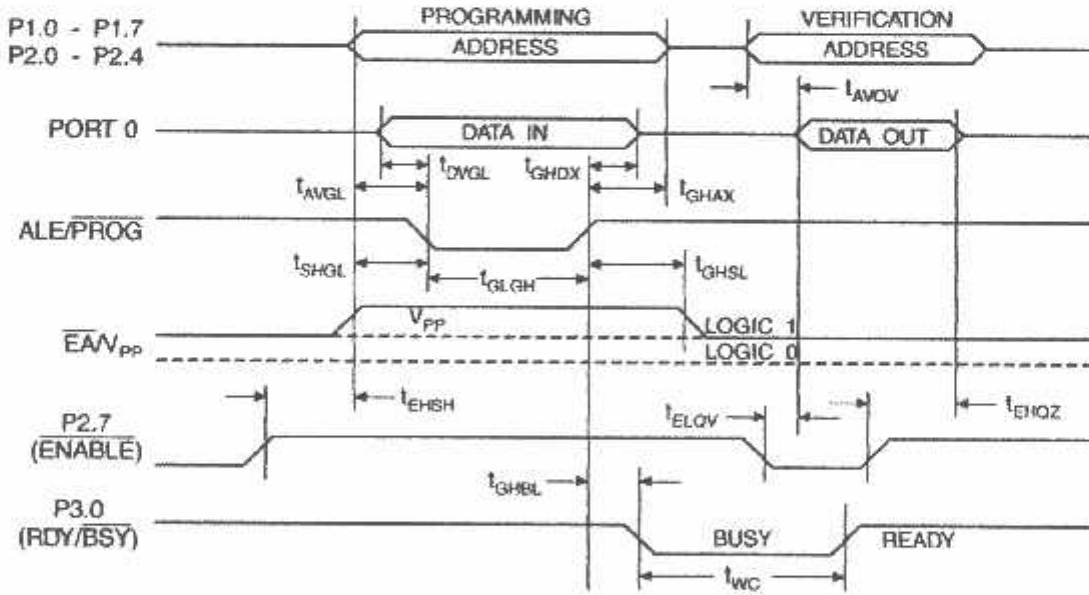 PROGRAMMING
VERIFICATION
P1.0 - P1.7
P2.0 - P2.4
ADDRESS
ADDRESS
tAVQV
PORT 0
DATA IN
DATA OUT
tDVGL
tGHDX
tAVGL
tGHAX
ALE/PROG
tSHGL
tGLGH
tGHSL
VPP
LOGIC 1
EA/VPP
LOGIC 0
tEHSH
tELQV
tEHQZ
P2.7
(ENABLE)
tGHBL
P3.0
(RDY/BSY)
BUSY
READY
tWC